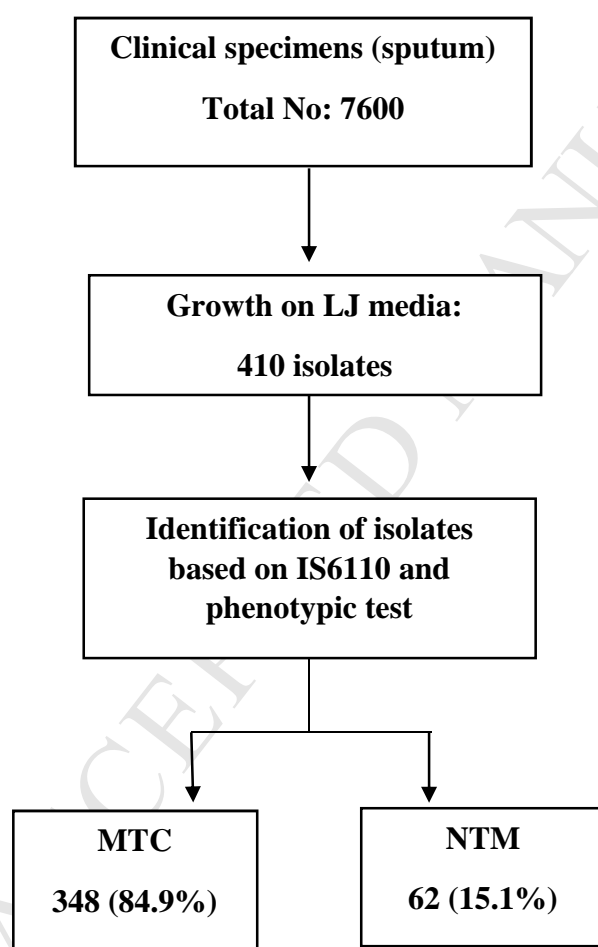 Clinical specimens (sputum)
Total No: 7600
Growth on LJ media:
410 isolates
Identification of isolates
based on IS6110 and
phenotypic test
MTC
348 (84.9%)
NTM
62 (15.1%)